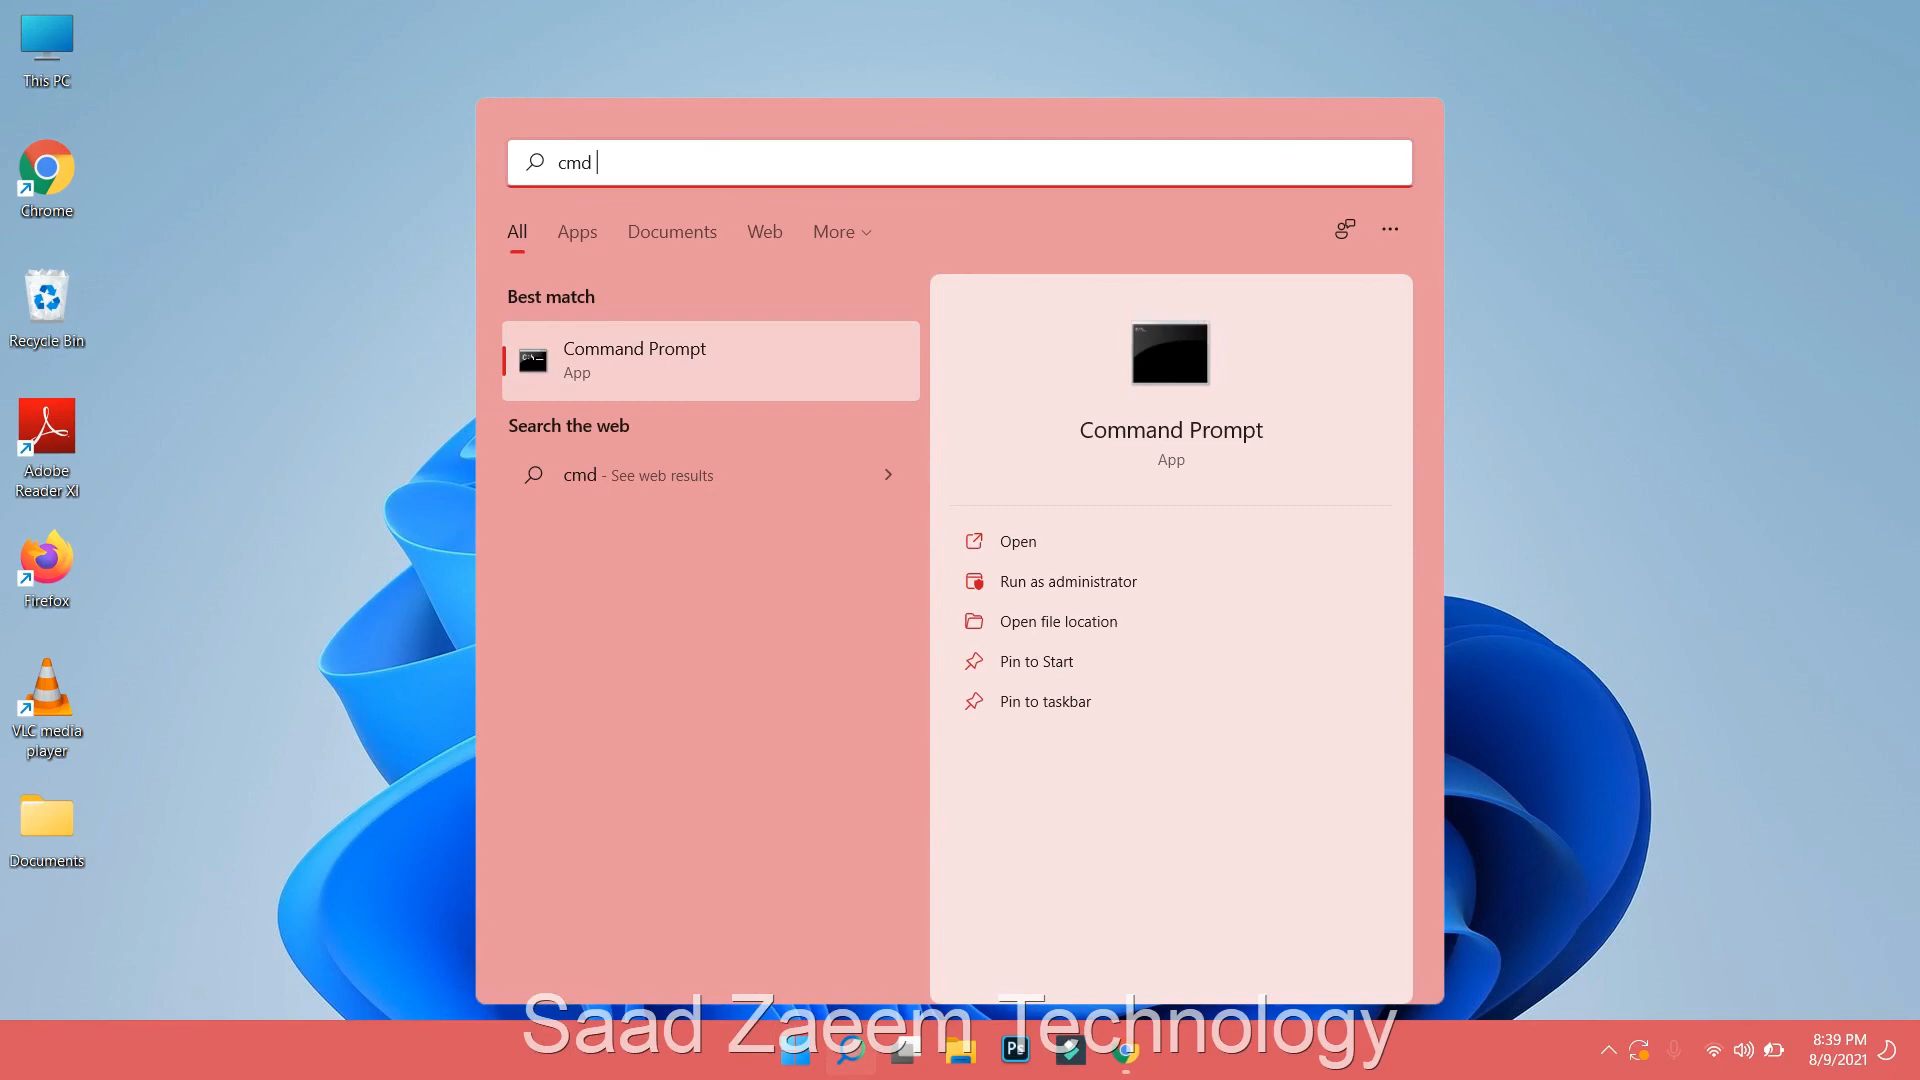 This PC
Chrome
Recycle Bin
Adobe
Reader XI
Firefox
VLC media
player
Documents
cmd
All Apps Documents Web More
Best match
Command Prompt
App
Search the web
cmd - See web results
Command Prompt
App
Open
Run as administrator
Open file location
Pin to Start
Pin to taskbar
Saad Zaeem Technology
Ps
8:39 PM
8/9/2021